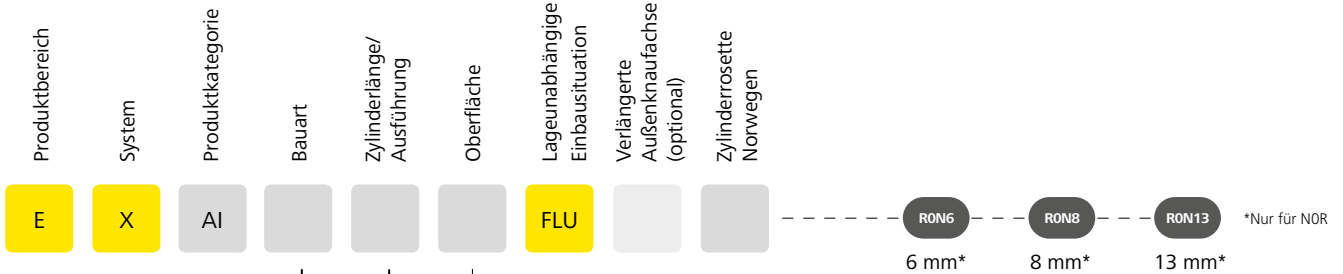 Produktbereich
System
Produktkategorie
Bauart
Zylinderlänge/
Ausführung
Oberfläche
Lageunabhängige
Einbausituation
Verlängerte
Außenknaufachse
(optional)
Zylinderrosette
Norwegen
E
X
AI
FLU
R0N6
R0N8
R0N13
*Nur für N0R
6 mm*
8 mm*
13 mm*